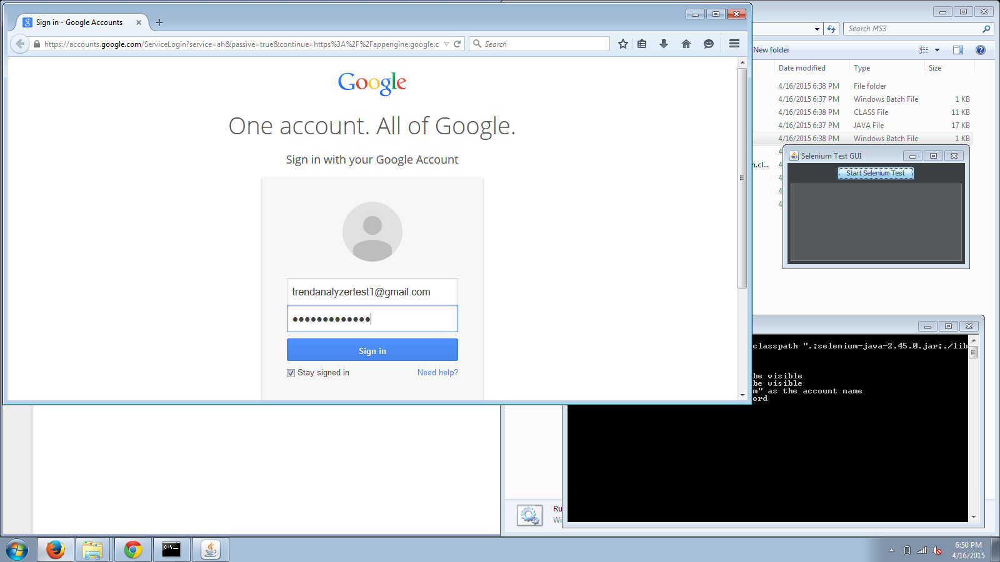 Sign in - Google Accounts
https://accounts.google.com/ServiceLogin?service=ah&passive=true&continue=https%3A%2F%2Fappengine.google.c
Search
Google
One account. All of Google.
Sign in with your Google Account
trendanalyzertest1@gmail.com
•••••••••••••
Sign in
Stay signed in
Need help?
Search MS3
New folder
Date modified Type Size
4/16/2015 6:38 PM File folder
4/16/2015 6:37 PM Windows Batch File 1 KB
4/16/2015 6:38 PM CLASS File 11 KB
4/16/2015 6:37 PM JAVA File 17 KB
4/16/2015 6:38 PM Windows Batch File 1 KB
4
4
n.cl...
4
4
4
Selenium Test GUI
Start Selenium Test
classpath ".;selenium-java-2.45.0.jar;./lib
be visible
be visible
m" as the account name
ord
Ru
Wi
C:\_
6:50 PM
4/16/2015